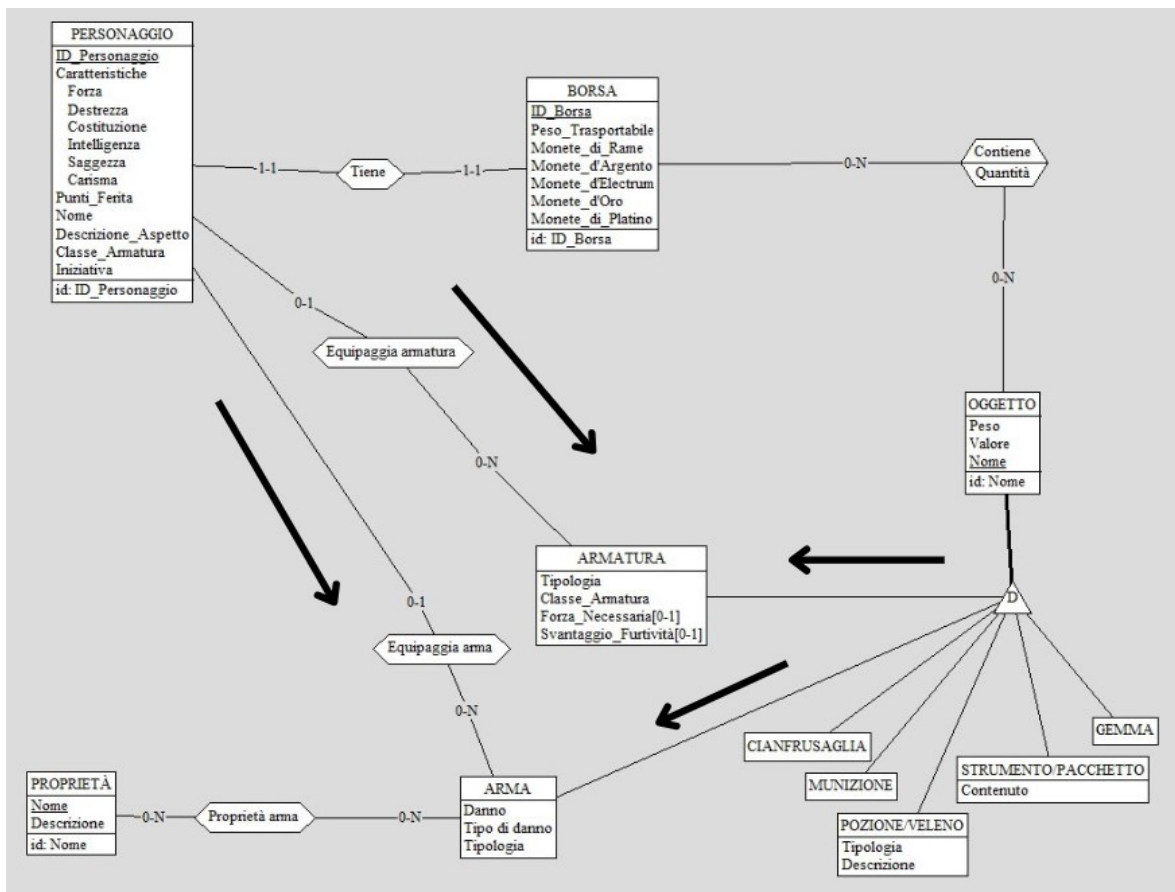 PERSONAGGIO
ID_Personaggio
Caratteristiche
Forza
Destrezza
Costituzione
Intelligenza
Saggezza
Carisma
Punti_Ferita
Nome
Descrizione_Aspetto
Classe_Armatura
Iniziativa
id: ID_Personaggio
1-1
Tiene
1-1
BORSA
ID_Borsa
Peso_Trasportabile
Monete_di_Rame
Monete_d'Argento
Monete_d'Electrum
Monete_d'Oro
Monete_di_Platino
id: ID_Borsa
0-N
Contiene
Quantità
0-N
OGGETTO
Peso
Valore
Nome
id: Nome
D
0-1
Equipaggia armatura
0-N
ARMATURA
Tipologia
Classe_Armatura
Forza_Necessaria[0-1]
Svantaggio_Furtività[0-1]
0-1
Equipaggia arma
0-N
ARMA
Danno
Tipo di danno
Tipologia
PROPRIETÀ
Nome
Descrizione
id: Nome
0-N
Proprietà arma
0-N
CIANFRUSAGLIA
MUNIZIONE
POZIONE/VELENO
Tipologia
Descrizione
STRUMENTO/PACCHETTO
Contenuto
GEMMA